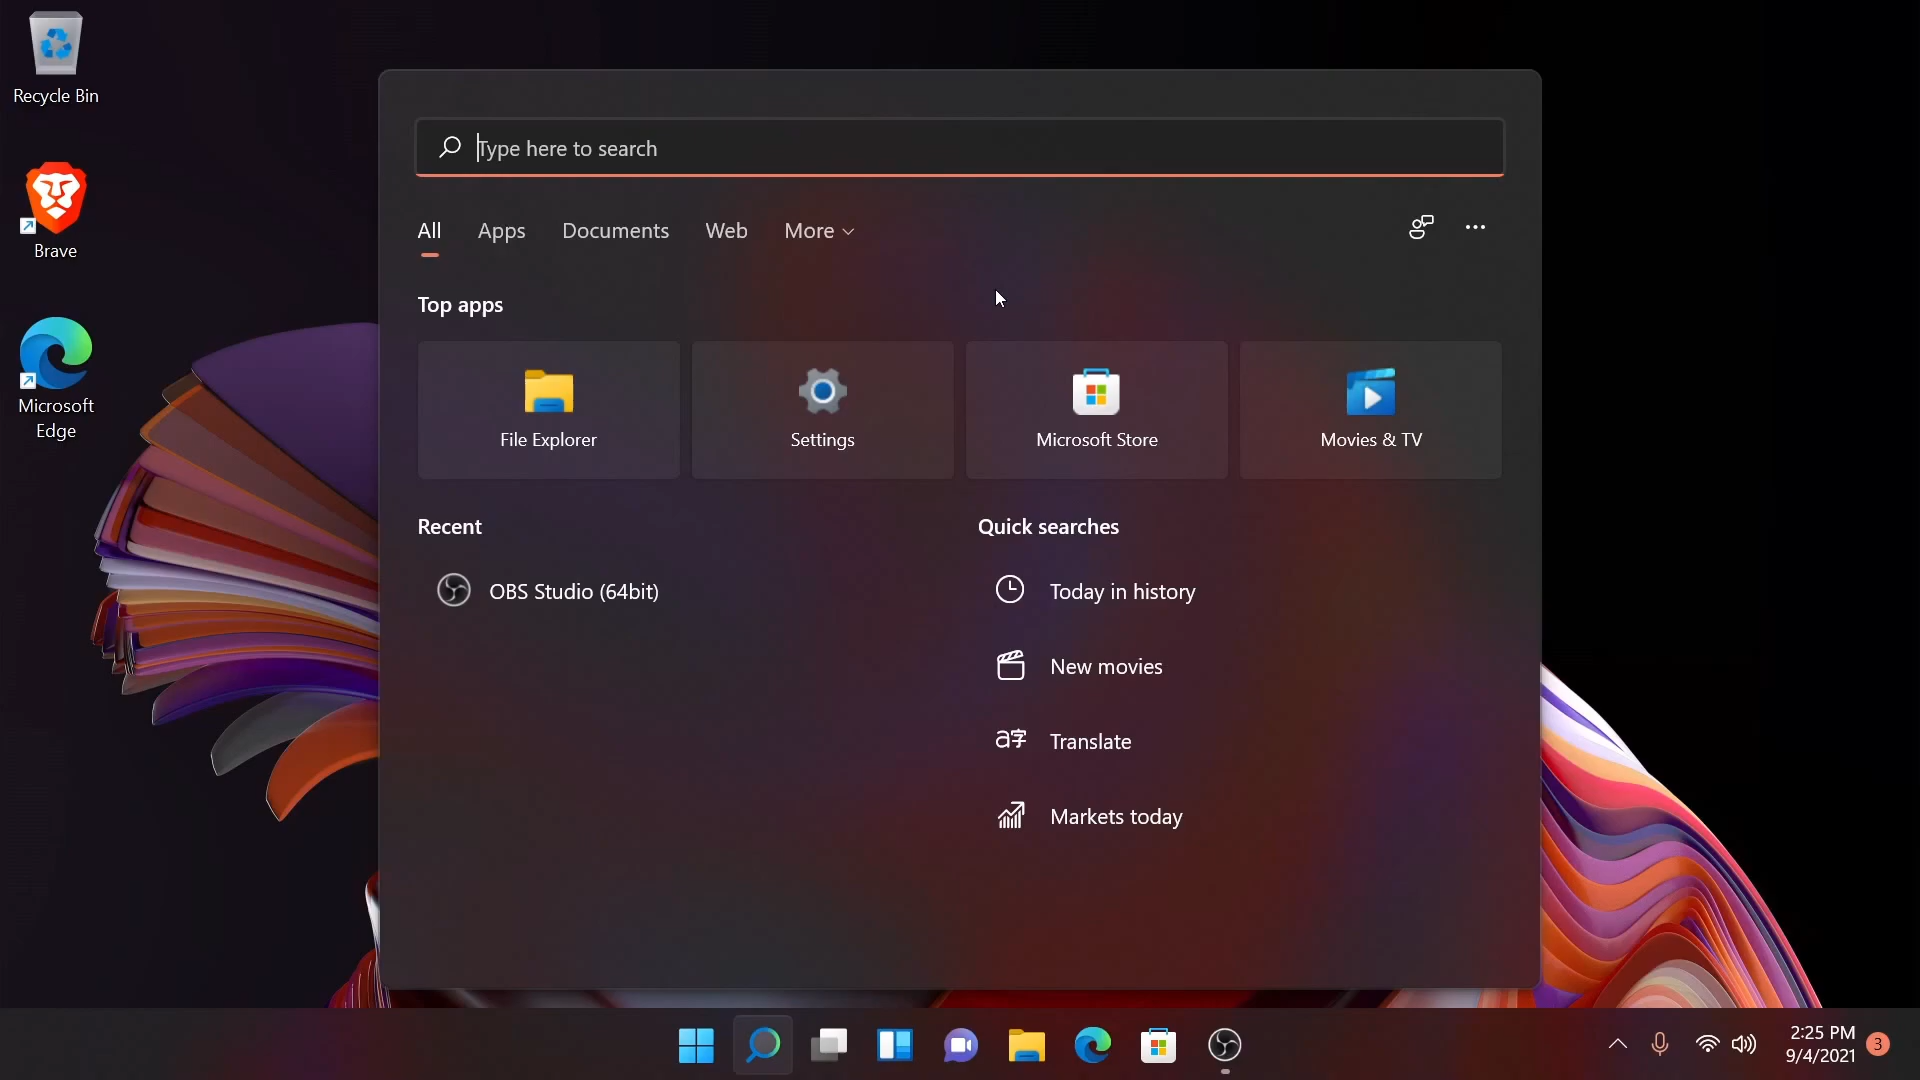 Recycle Bin
Brave
Microsoft
Edge
Type here to search
All Apps Documents Web More
Top apps
File Explorer Settings Microsoft Store Movies & TV
Recent
OBS Studio (64bit)
Quick searches
Today in history
New movies
a字 Translate
Markets today
2:25 PM
9/4/2021 3